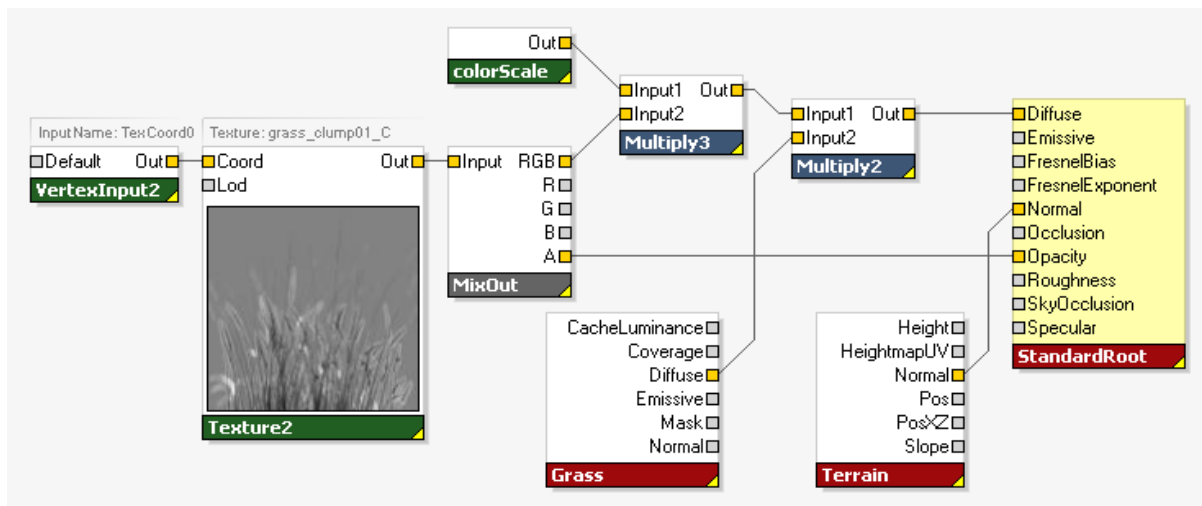 Out
colorScale
Input1 Out
Input2
Multiply3
Input1 Out
Input2
Multiply2
InputName: TexCoord0
Default Out
VertexInput2
Texture: grass_clump01_C
Coord Out
Lod
Texture2
Input RGB
R
G
B
A
MixOut
Diffuse
Emissive
FresnelBias
FresnelExponent
Normal
Occlusion
Opacity
Roughness
SkyOcclusion
Specular
StandardRoot
CacheLuminance
Coverage
Diffuse
Emissive
Mask
Normal
Grass
Height
HeightmapUV
Normal
Pos
PosXZ
Slope
Terrain